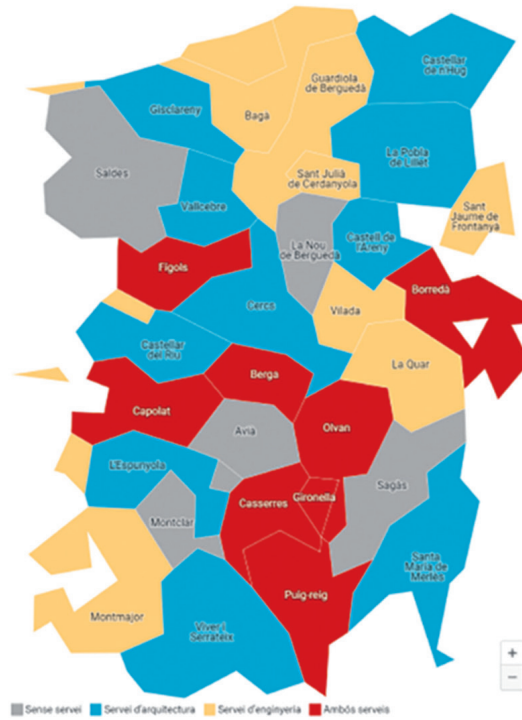 Castellar
de n'Hug
Guardiola
de Berguedà
Gisclareny
Bagà
La Pobla
de Lillet
Saldes
Sant Julià
de Cerdanyola
Vallcebre
Sant
Jaume de
Frontanyà
Castell de
l'Areny
La Nou
de Berguedà
Fígols
Borredà
Cercs
Vilada
Castellar
del Riu
La Quar
Berga
Capolat
Avià
Olvan
L'Espunyola
Sagàs
Gironella
Casserres
Montclar
Santa
Maria de
Merlès
Puig-reig
Montmajor
Viver i
Serrateix
+
−
Sense servei Servei d'arquitectura Servei d'enginyeria Ambós serveis